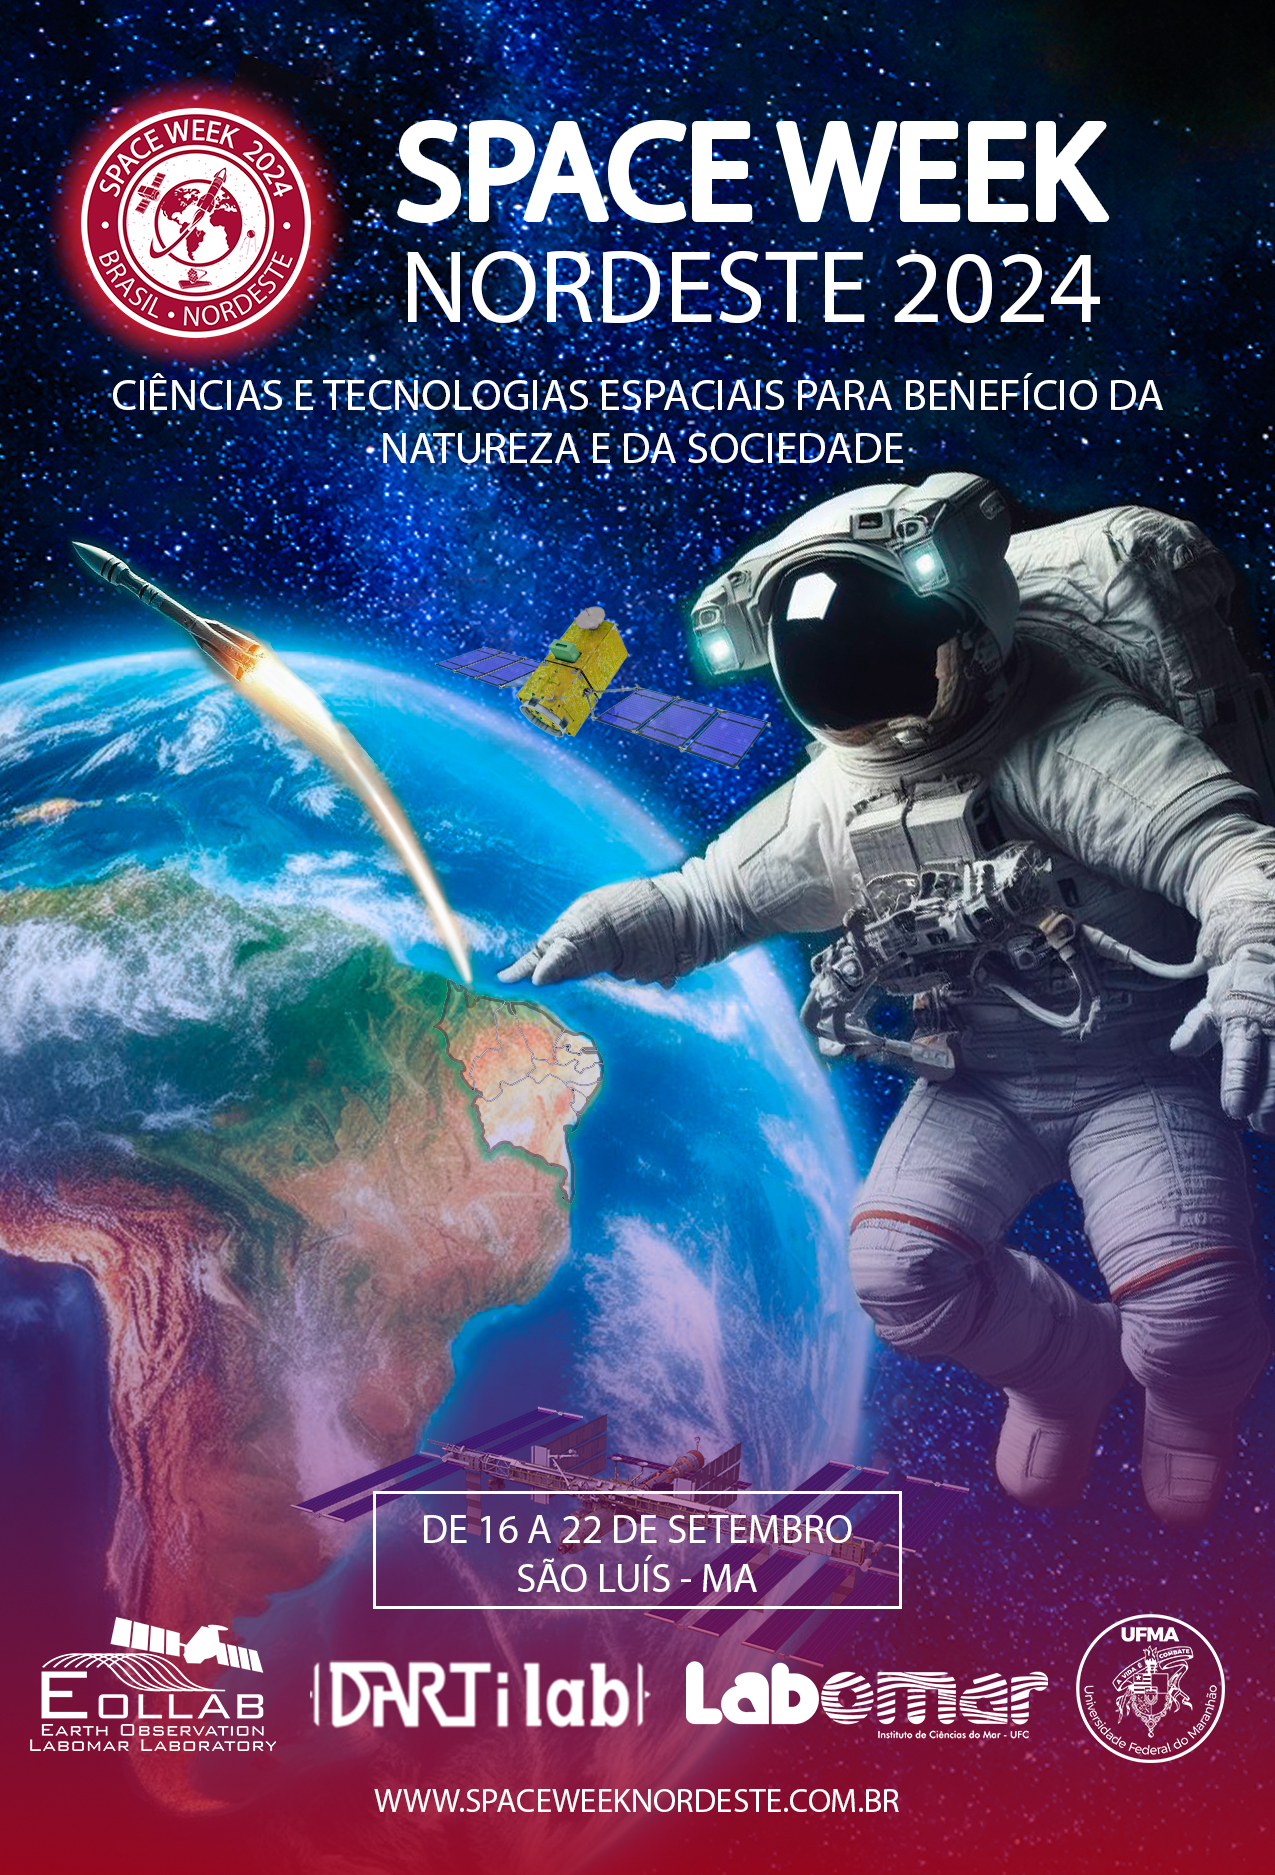 SPACE WEEK 2024
BRASIL • NORDESTE
SPACE WEEK
NORDESTE 2024
CIÊNCIAS E TECNOLOGIAS ESPACIAIS PARA BENEFÍCIO DA
NATUREZA E DA SOCIEDADE
DE 16 A 22 DE SETEMBRO
SÃO LUÍS - MA
EOLLAB
EARTH OBSERVATION
LABOMAR LABORATORY
DARTilab
Labomar
Instituto de Ciências do Mar - UFC
UFMA
A VIDA É COMBATE
Universidade Federal do Maranhão
WWW.SPACEWEEKNORDESTE.COM.BR